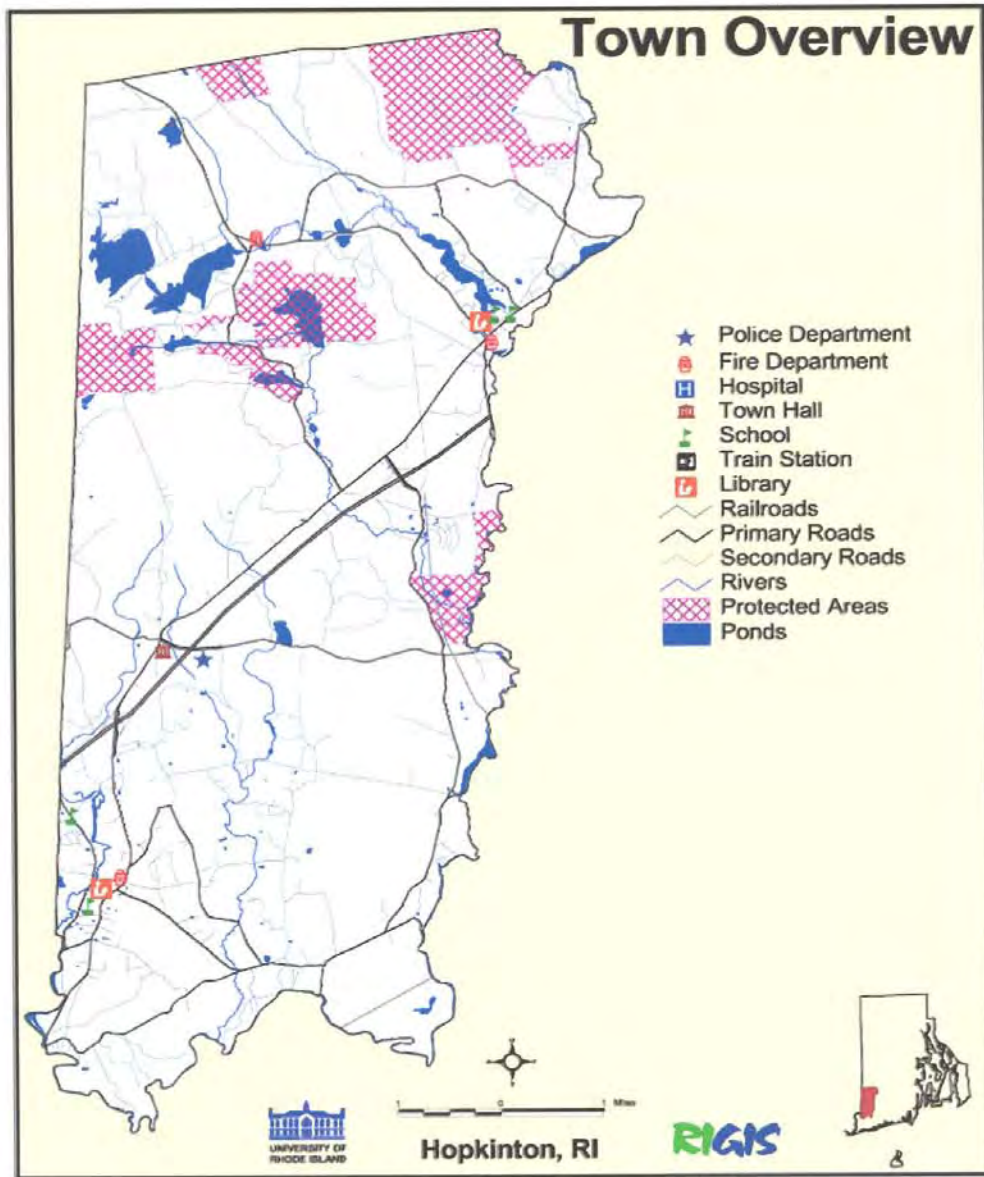 Town Overview
Police Department
Fire Department
H Hospital
Town Hall
School
Train Station
Library
Railroads
Primary Roads
Secondary Roads
Rivers
Protected Areas
Ponds
1 0 1 Miles
UNIVERSITY OF
RHODE ISLAND
Hopkinton, RI
RIGIS
8